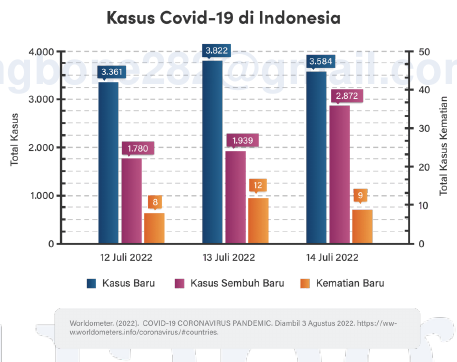 Kasus Covid-19 di Indonesia
4.000
3.000
2.000
1.000
0
Total Kasus
3.361
1.780
8
3.822
1.939
12
3.584
2.872
9
50
40
30
20
10
0
Total Kasus Kematian
12 Juli 2022
13 Juli 2022
14 Juli 2022
Kasus Baru
Kasus Sembuh Baru
Kematian Baru
Worldometer. (2022). COVID-19 CORONAVIRUS PANDEMIC. Diambil 3 Agustus 2022. https://ww-
w.worldometers.info/coronavirus/#countries.